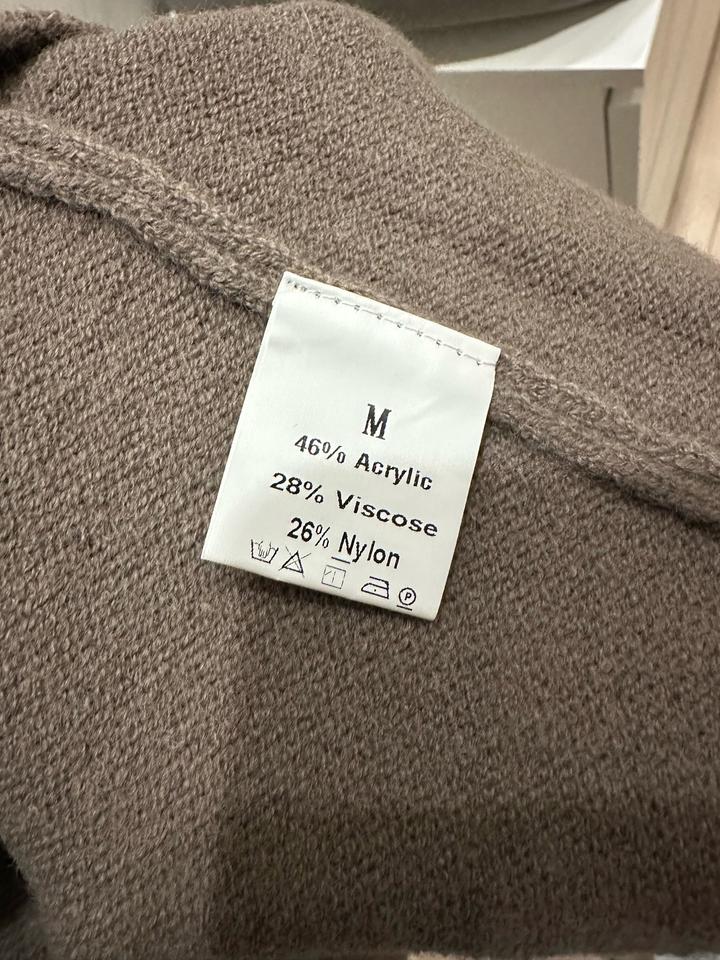 M
46% Acrylic
28% Viscose
26% Nylon
P